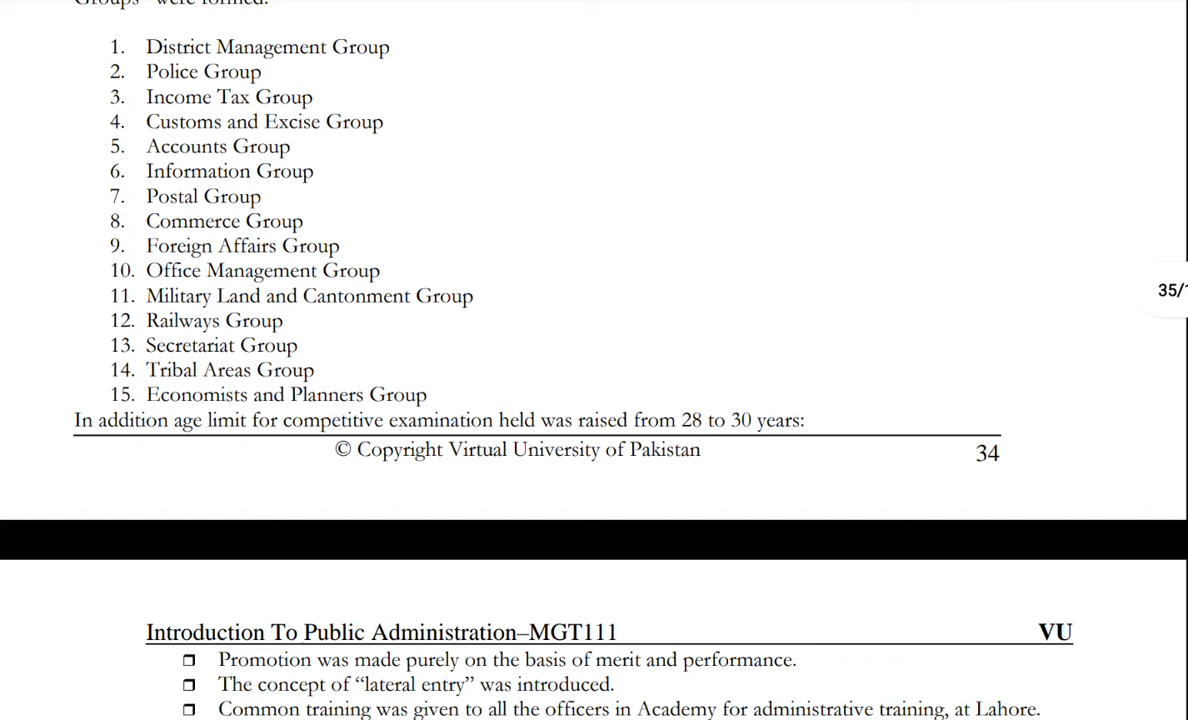 Groups" were formed.
1. District Management Group
2. Police Group
3. Income Tax Group
4. Customs and Excise Group
5. Accounts Group
6. Information Group
7. Postal Group
8. Commerce Group
9. Foreign Affairs Group
10. Office Management Group
11. Military Land and Cantonment Group
12. Railways Group
13. Secretariat Group
14. Tribal Areas Group
15. Economists and Planners Group
In addition age limit for competitive examination held was raised from 28 to 30 years:
© Copyright Virtual University of Pakistan 34
35/
Introduction To Public Administration–MGT111 VU
❒ Promotion was made purely on the basis of merit and performance.
❒ The concept of “lateral entry” was introduced.
❒ Common training was given to all the officers in Academy for administrative training, at Lahore.